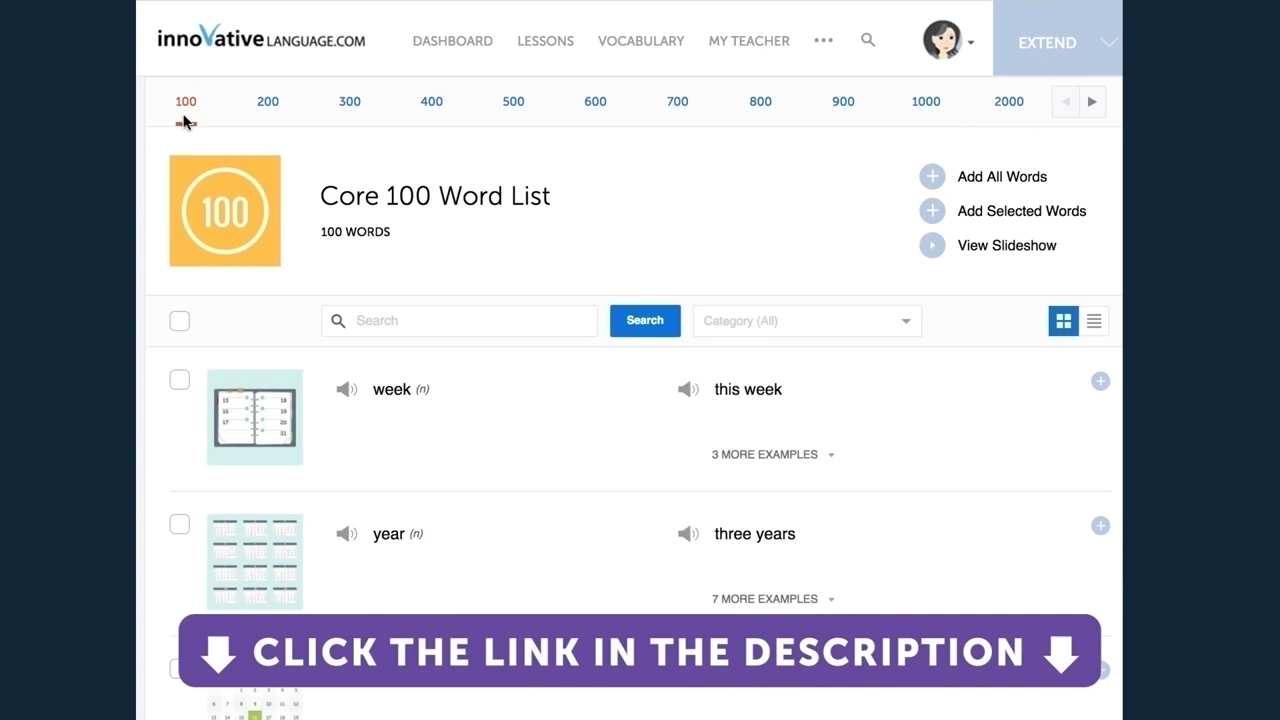 innoVative LANGUAGE.COM
DASHBOARD LESSONS VOCABULARY MY TEACHER ••• EXTEND
100 200 300 400 500 600 700 800 900 1000 2000
100
Core 100 Word List
100 WORDS
Add All Words
Add Selected Words
View Slideshow
Search Search Category (All)
week (n) this week
3 MORE EXAMPLES
year (n) three years
7 MORE EXAMPLES
CLICK THE LINK IN THE DESCRIPTION